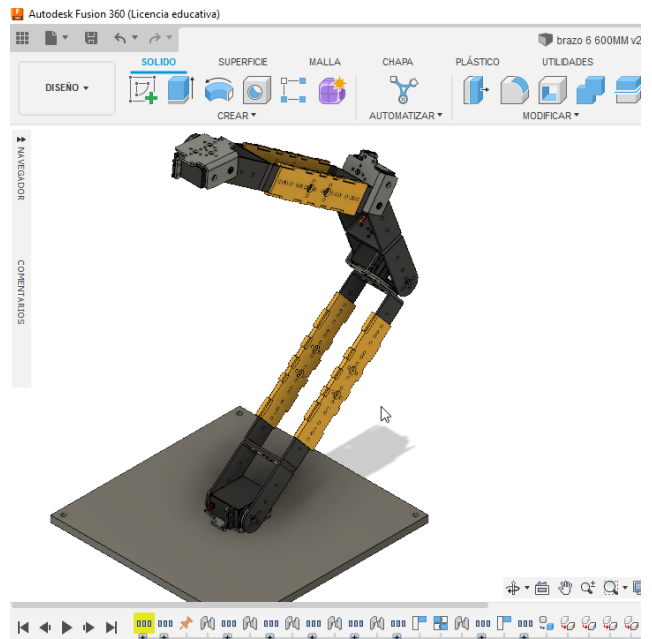 Autodesk Fusion 360 (Licencia educativa)
brazo 6 600MM v2
SOLIDO SUPERFICIE MALLA CHAPA PLÁSTICO UTILIDADES
DISEÑO
CREAR AUTOMATIZAR MODIFICAR
NAVEGADOR
COMENTARIOS